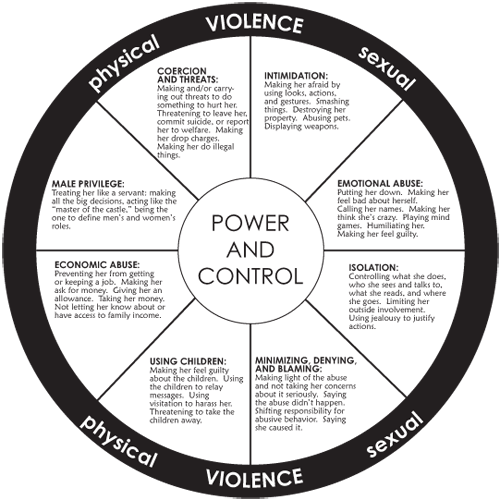 VIOLENCE
physical
sexual
COERCION
AND THREATS:
Making and/or carry-
ing out threats to do
something to hurt her.
Threatening to leave her,
commit suicide, or report
her to welfare. Making
her drop charges.
Making her do illegal
things.
INTIMIDATION:
Making her afraid by
using looks, actions,
and gestures. Smashing
things. Destroying her
property. Abusing pets.
Displaying weapons.
MALE PRIVILEGE:
Treating her like a servant: making
all the big decisions, acting like the
"master of the castle," being the
one to define men's and women's
roles.
EMOTIONAL ABUSE:
Putting her down. Making her
feel bad about herself.
Calling her names. Making her
think she's crazy. Playing mind
games. Humiliating her.
Making her feel guilty.
POWER
AND
CONTROL
ECONOMIC ABUSE:
Preventing her from getting
or keeping a job. Making her
ask for money. Giving her an
allowance. Taking her money.
Not letting her know about or
have access to family income.
ISOLATION:
Controlling what she does,
who she sees and talks to,
what she reads, and where
she goes. Limiting her
outside involvement.
Using jealousy to justify
actions.
USING CHILDREN:
Making her feel guilty
about the children. Using
the children to relay
messages. Using
visitation to harass her.
Threatening to take the
children away.
MINIMIZING, DENYING,
AND BLAMING:
Making light of the abuse
and not taking her concerns
about it seriously. Saying
the abuse didn't happen.
Shifting responsibility for
abusive behavior. Saying
she caused it.
physical
sexual
VIOLENCE